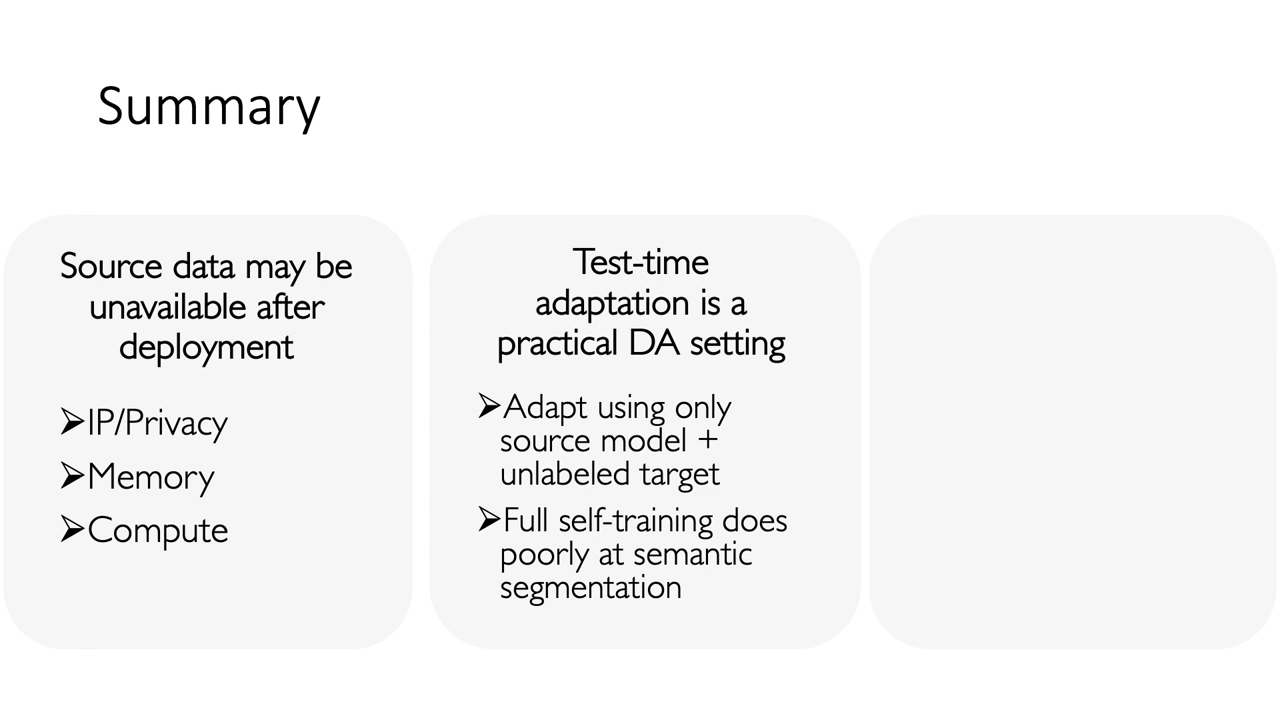 Summary
Source data may be
unavailable after
deployment
➢IP/Privacy
➢Memory
➢Compute
Test-time
adaptation is a
practical DA setting
➢Adapt using only
source model +
unlabeled target
➢Full self-training does
poorly at semantic
segmentation